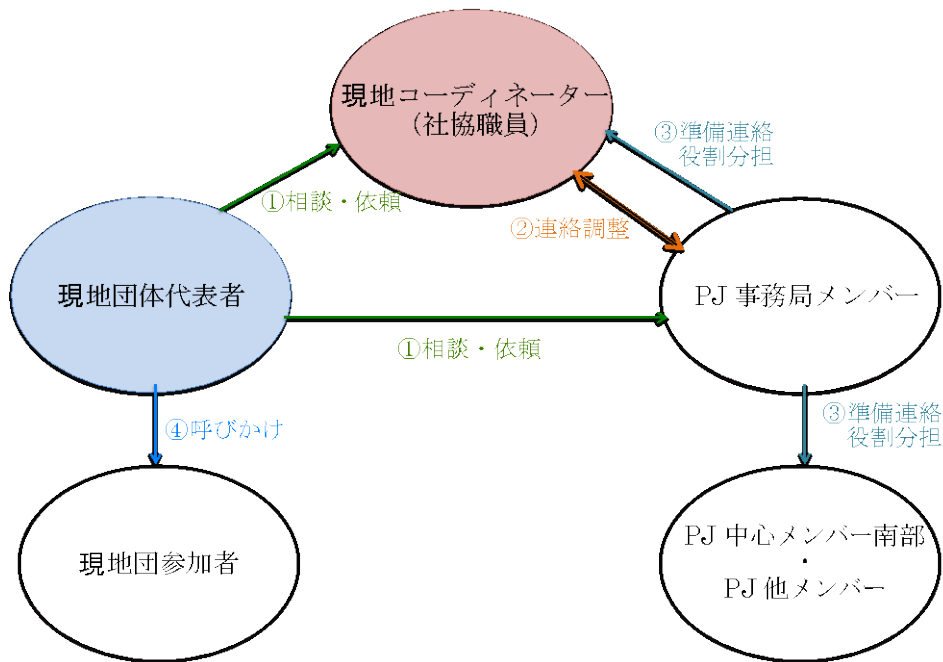 現地コーディネーター
（社協職員）
③準備連絡
役割分担
①相談・依頼
②連絡調整
現地団体代表者
PJ 事務局メンバー
①相談・依頼
④呼びかけ
③準備連絡
役割分担
現地団参加者
PJ 中心メンバー南部
・
PJ 他メンバー